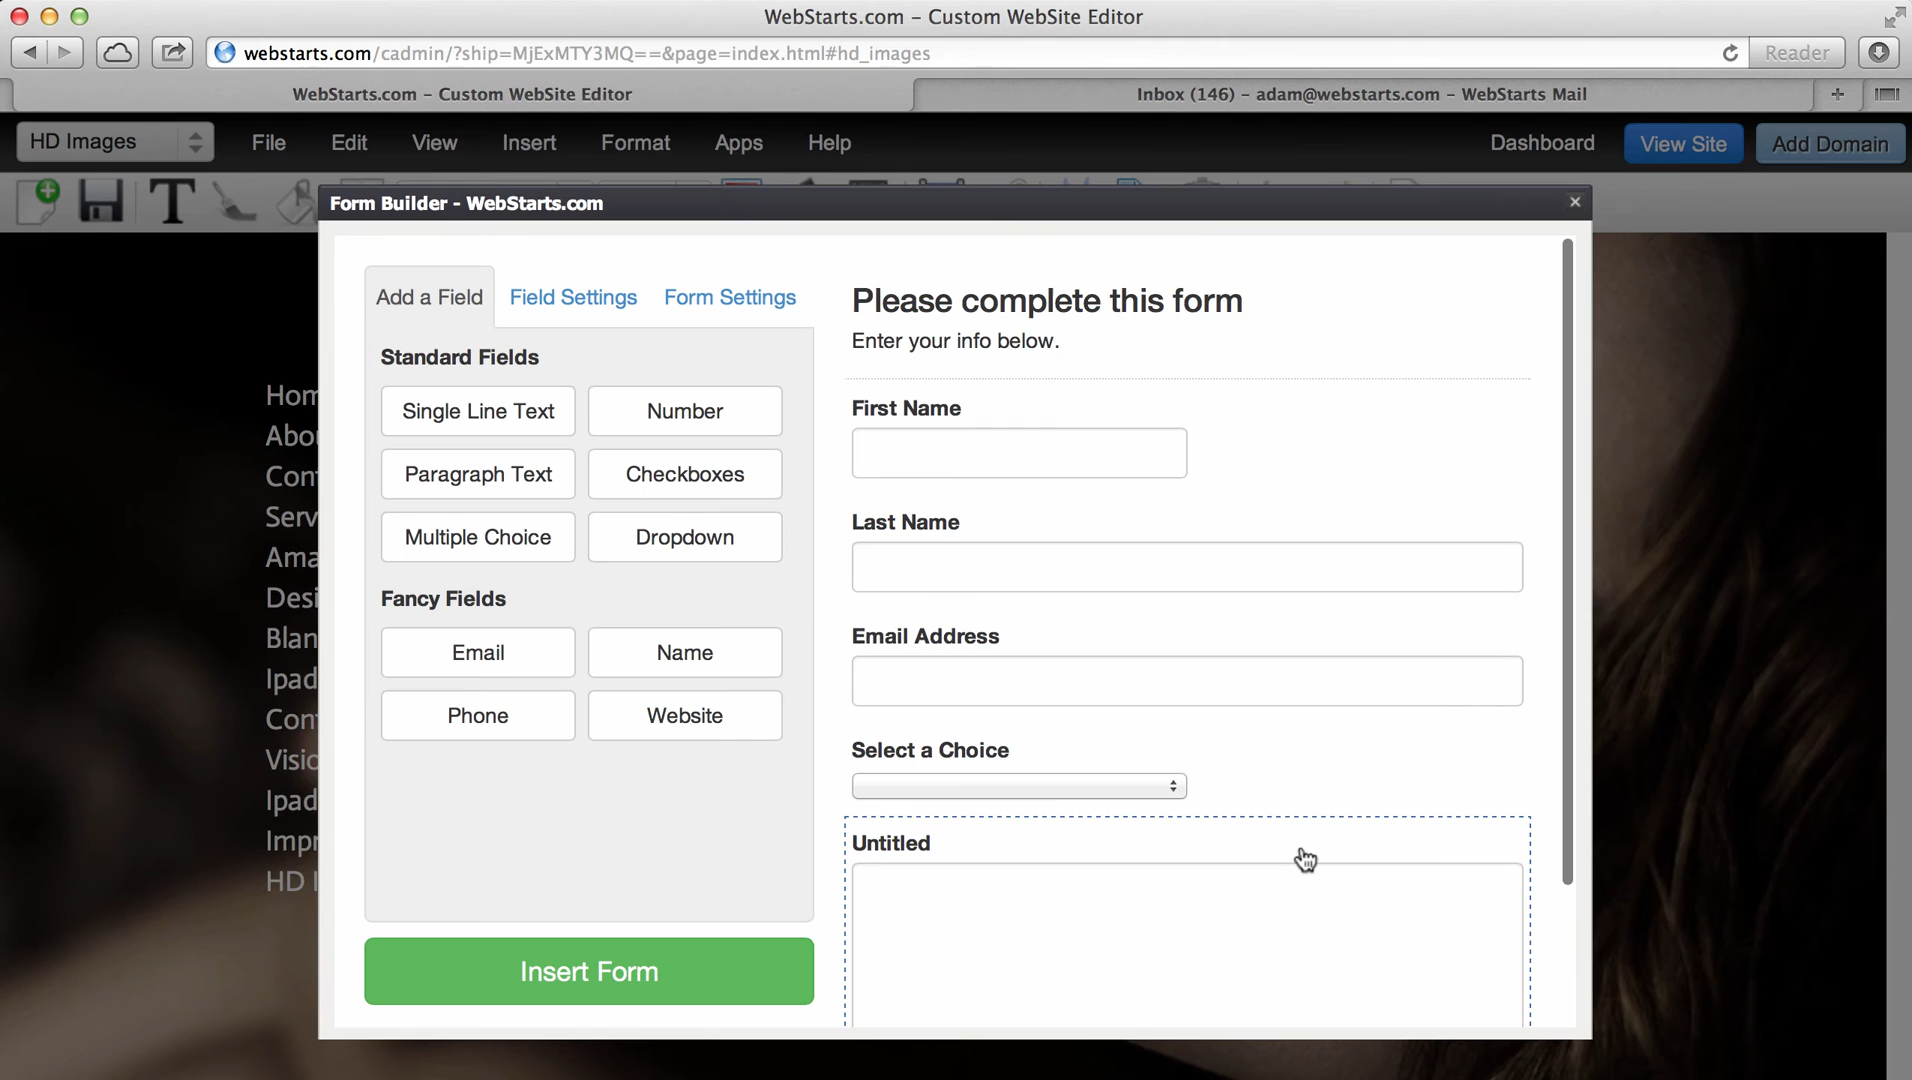 WebStarts.com – Custom WebSite Editor
webstarts.com/cadmin/?ship=MjExMTY3MQ==&page=index.html#hd_images
Reader
WebStarts.com – Custom WebSite Editor
Inbox (146) – adam@webstarts.com – WebStarts Mail
HD Images
File
Edit
View
Insert
Format
Apps
Help
Dashboard
View Site
Add Domain
Form Builder - WebStarts.com
Add a Field
Field Settings
Form Settings
Standard Fields
Single Line Text
Number
Paragraph Text
Checkboxes
Multiple Choice
Dropdown
Fancy Fields
Email
Name
Phone
Website
Insert Form
Please complete this form
Enter your info below.
First Name
Last Name
Email Address
Select a Choice
Untitled
Ipad
Ipad
HD